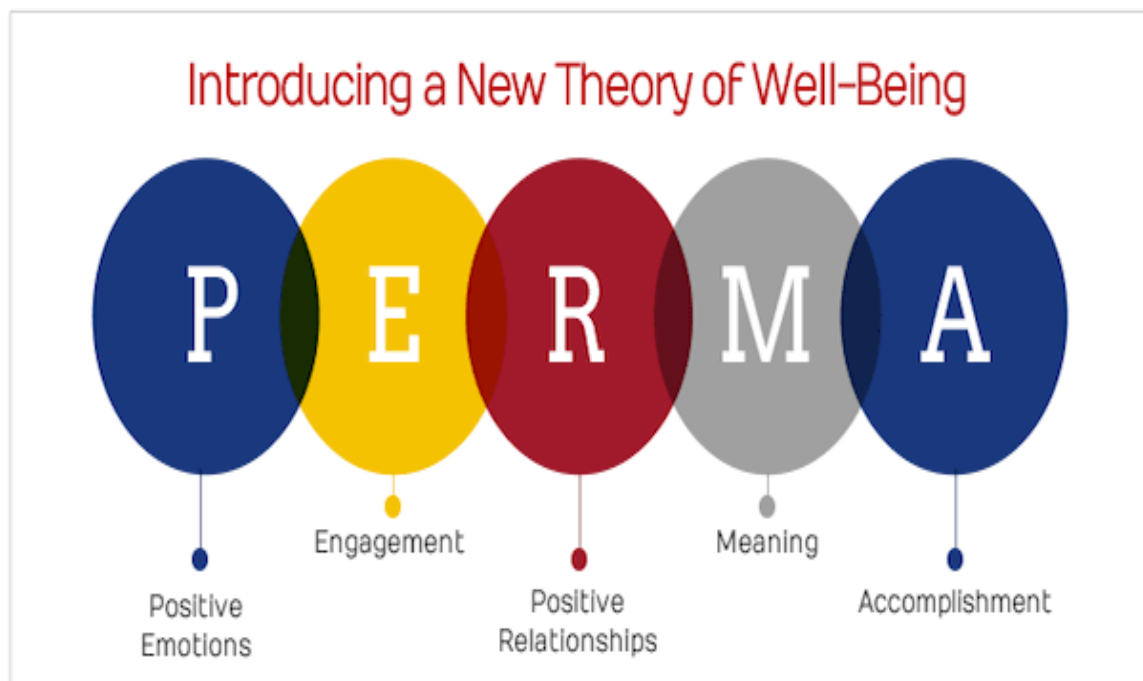 Introducing a New Theory of Well-Being
P E R M A
Engagement
Meaning
Positive
Emotions
Positive
Relationships
Accomplishment